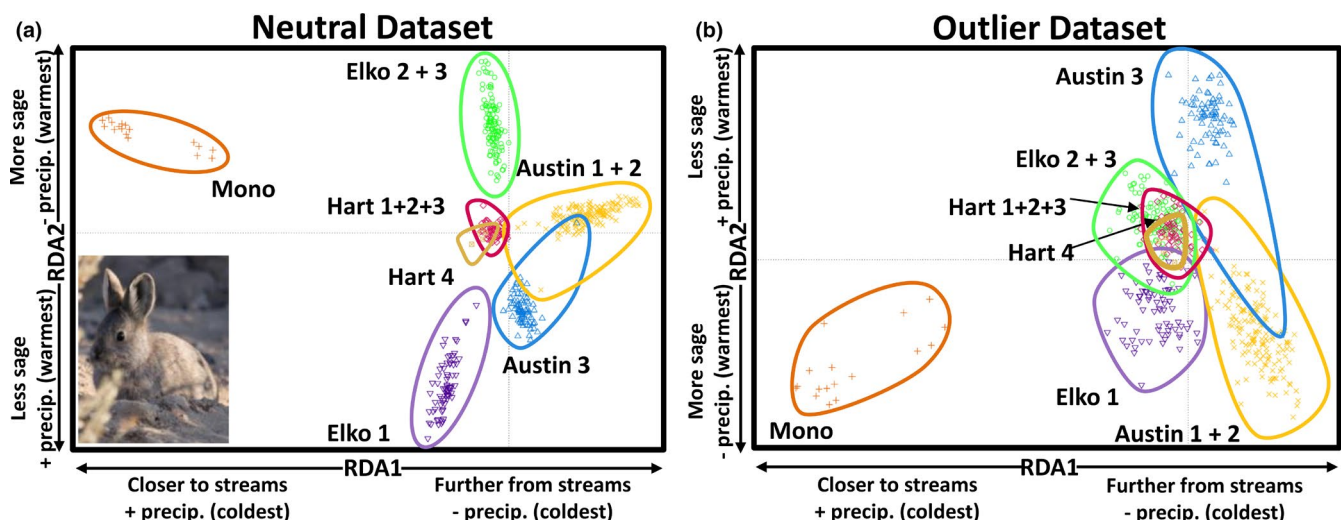 (a)
Neutral Dataset
More sage
- precip. (warmest)
RDA2
Less sage
+ precip. (warmest)
Elko 2 + 3
Mono
Austin 1 + 2
Hart 1+2+3
Hart 4
Austin 3
Elko 1
RDA1
Closer to streams
+ precip. (coldest)
Further from streams
- precip. (coldest)
(b)
Outlier Dataset
Less sage
+ precip. (warmest)
RDA2
More sage
- precip. (warmest)
Austin 3
Elko 2 + 3
Hart 1+2+3
Hart 4
Elko 1
Mono
Austin 1 + 2
RDA1
Closer to streams
+ precip. (coldest)
Further from streams
- precip. (coldest)